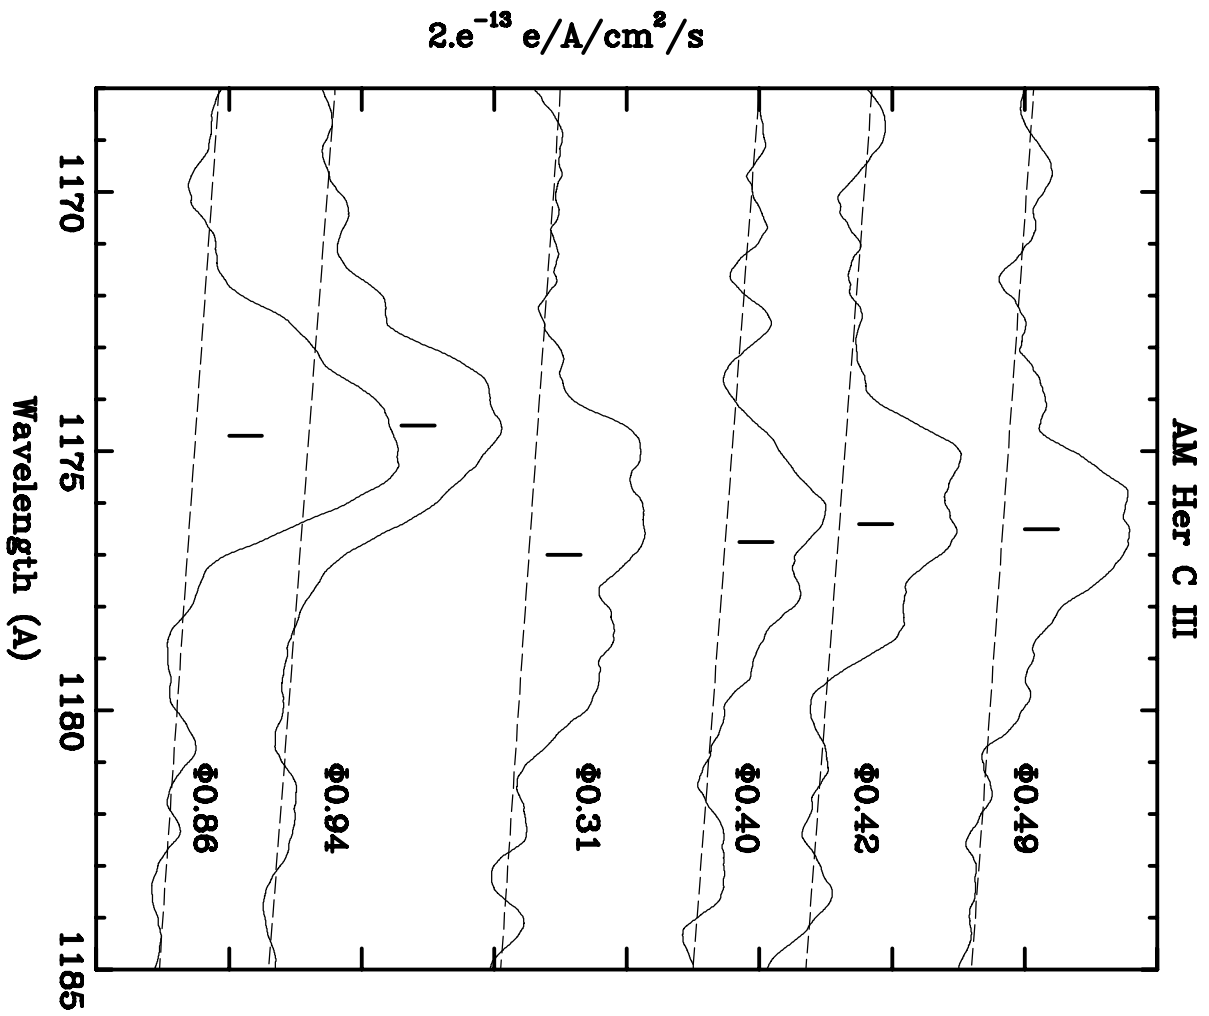 AM Her C III
2.e⁻¹³ e/A/cm²/s
Φ0.49
Φ0.42
Φ0.40
Φ0.31
Φ0.94
Φ0.86
1170
1175
1180
1185
Wavelength (A)